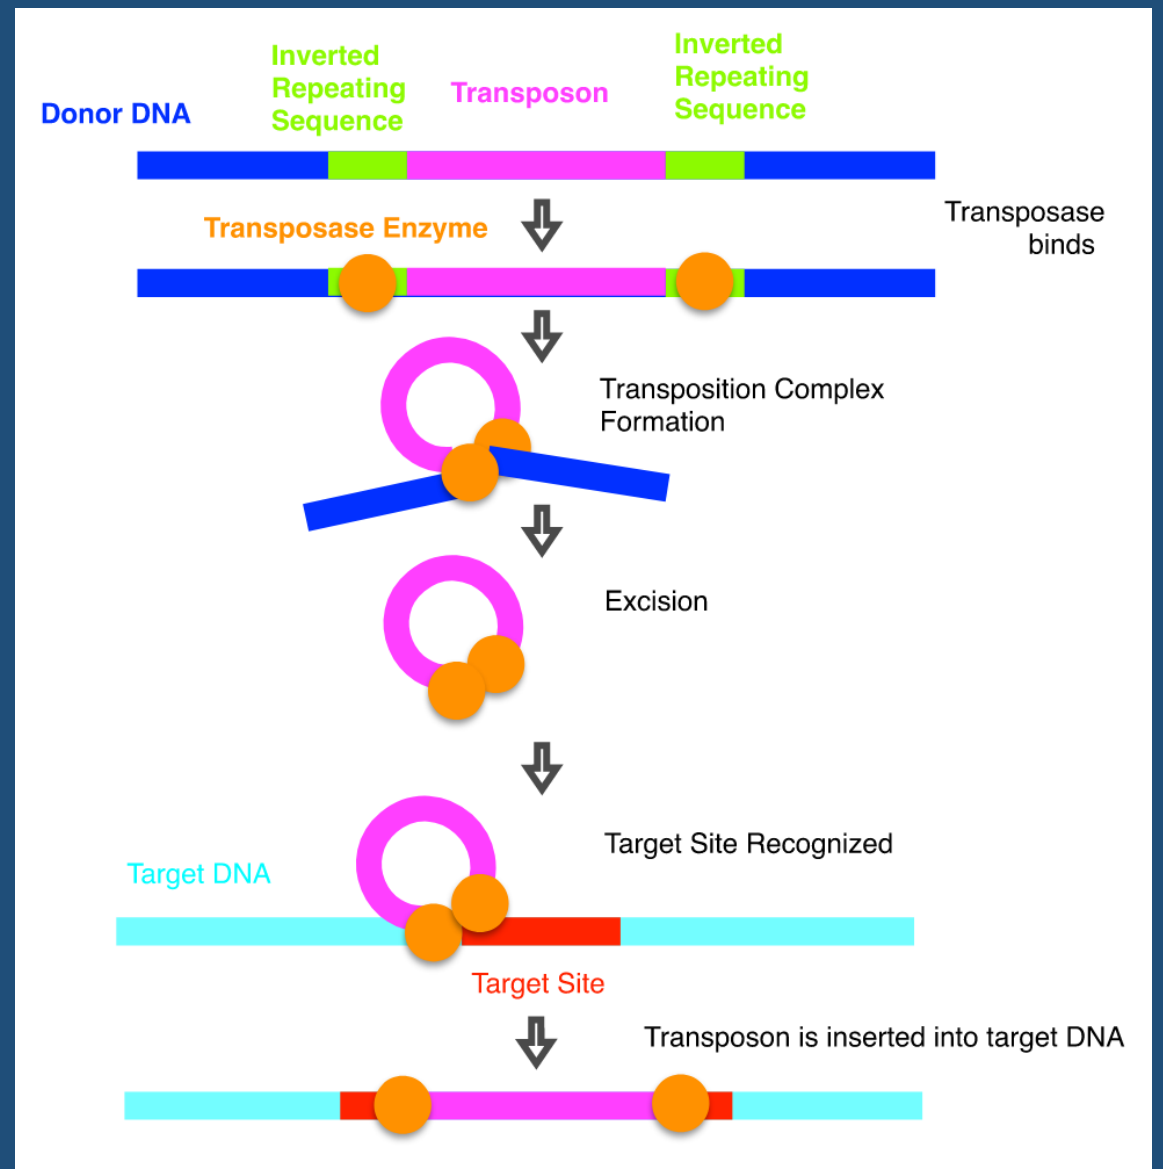 Inverted
Repeating
Sequence
Inverted
Repeating
Sequence
Transposon
Donor DNA
Transposase Enzyme
Transposase
binds
Transposition Complex
Formation
Excision
Target Site Recognized
Target DNA
Target Site
Transposon is inserted into target DNA